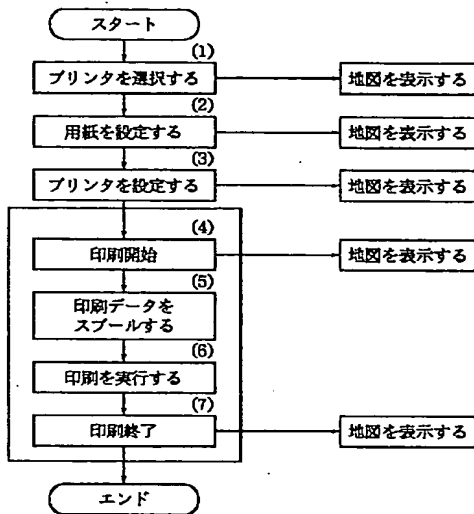 スタート
(1)
プリンタを選択する
地図を表示する
(2)
用紙を設定する
地図を表示する
(3)
プリンタを設定する
地図を表示する
(4)
印刷開始
地図を表示する
(5)
印刷データを
スプールする
(6)
印刷を実行する
(7)
印刷終了
地図を表示する
エンド